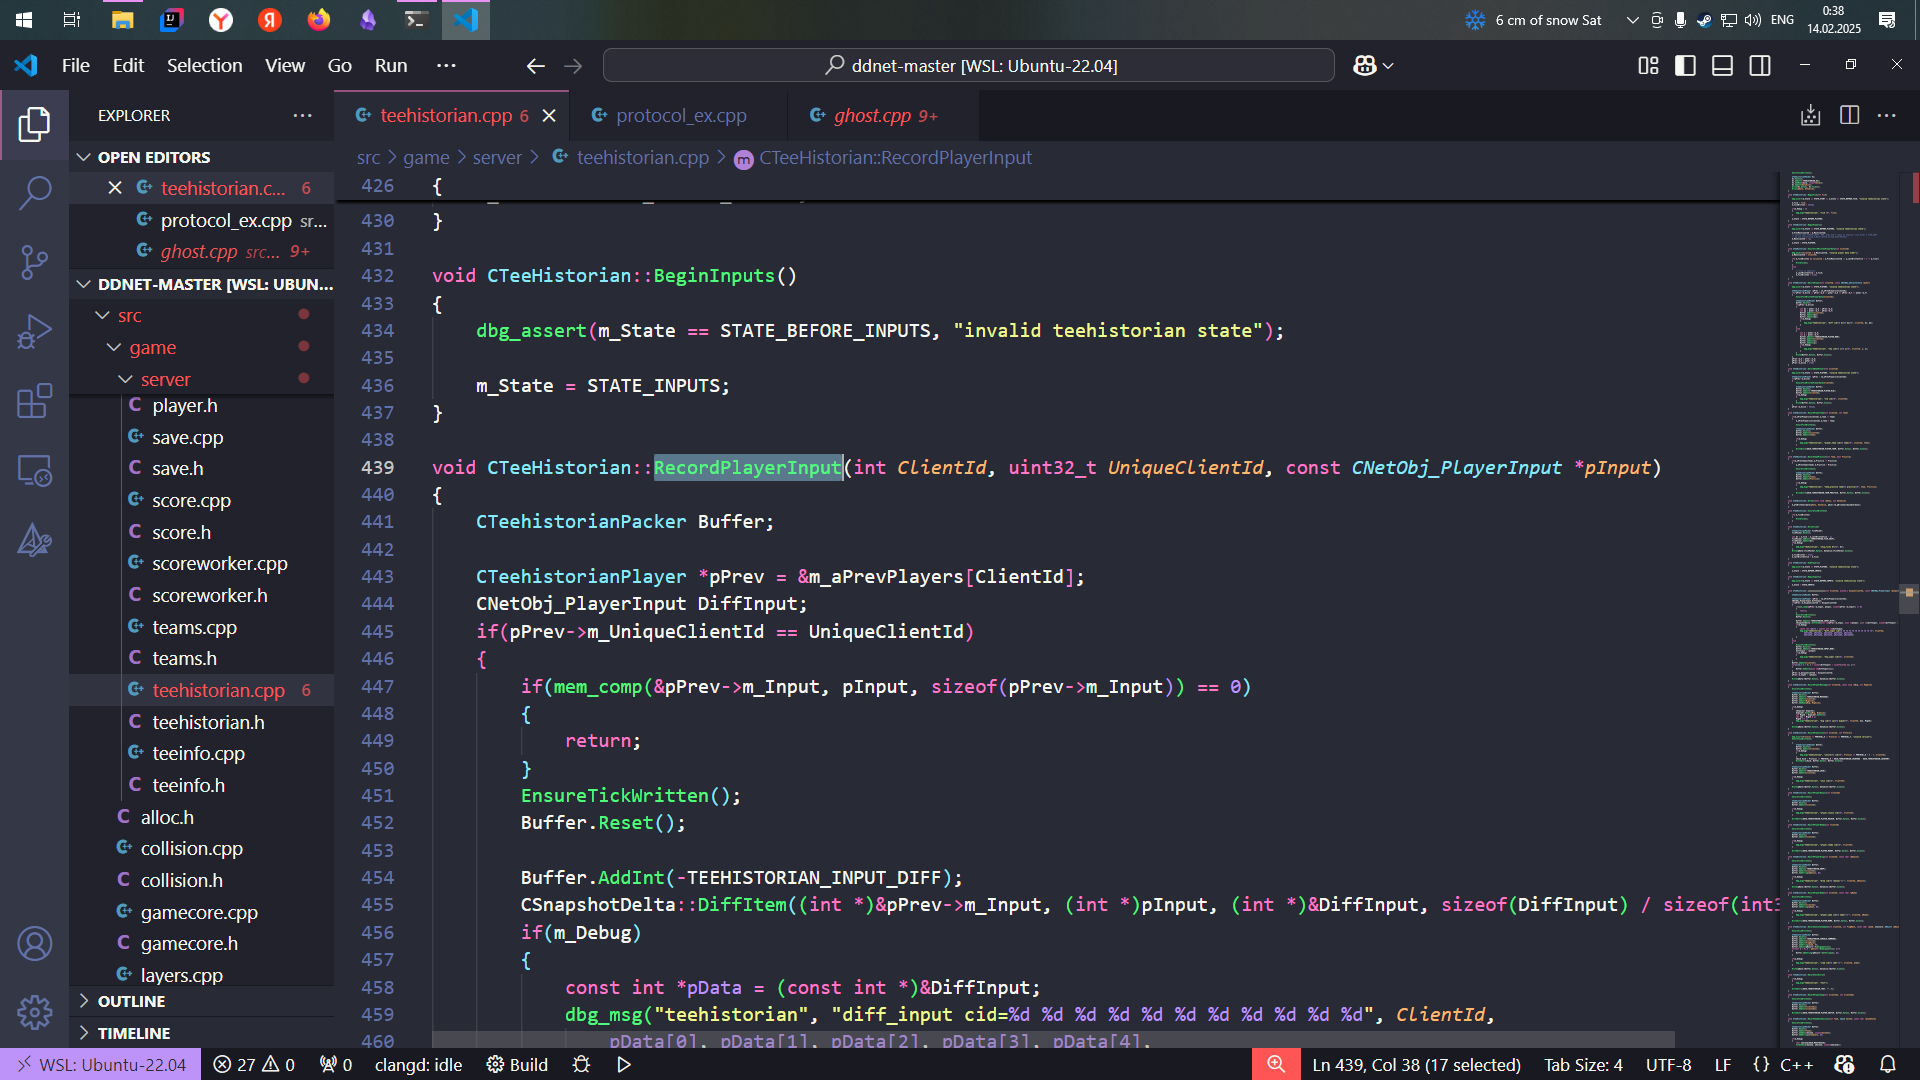 6 cm of snow Sat
ENG
0:38
14.02.2025
File Edit Selection View Go Run ···
ddnet-master [WSL: Ubuntu-22.04]
EXPLORER
teehistorian.cpp 6
protocol_ex.cpp
ghost.cpp 9+
OPEN EDITORS
teehistorian.c... 6
protocol_ex.cpp sr...
ghost.cpp src... 9+
DDNET-MASTER [WSL: UBUN...
src
game
server
player.h
save.cpp
save.h
score.cpp
score.h
scoreworker.cpp
scoreworker.h
teams.cpp
teams.h
teehistorian.cpp 6
teehistorian.h
teeinfo.cpp
teeinfo.h
alloc.h
collision.cpp
collision.h
gamecore.cpp
gamecore.h
layers.cpp
OUTLINE
TIMELINE
src > game > server > teehistorian.cpp > CTeeHistorian::RecordPlayerInput
426 {
430 }
431
432 void CTeeHistorian::BeginInputs()
433 {
434 dbg_assert(m_State == STATE_BEFORE_INPUTS, "invalid teehistorian state");
435
436 m_State = STATE_INPUTS;
437 }
438
439 void CTeeHistorian::RecordPlayerInput(int ClientId, uint32_t UniqueClientId, const CNetObj_PlayerInput *pInput)
440 {
441 CTeehistorianPacker Buffer;
442
443 CTeehistorianPlayer *pPrev = &m_aPrevPlayers[ClientId];
444 CNetObj_PlayerInput DiffInput;
445 if(pPrev->m_UniqueClientId == UniqueClientId)
446 {
447 if(mem_comp(&pPrev->m_Input, pInput, sizeof(pPrev->m_Input)) == 0)
448 {
449 return;
450 }
451 EnsureTickWritten();
452 Buffer.Reset();
453
454 Buffer.AddInt(-TEEHISTORIAN_INPUT_DIFF);
455 CSnapshotDelta::DiffItem((int *)&pPrev->m_Input, (int *)pInput, (int *)&DiffInput, sizeof(DiffInput) / sizeof(int3
456 if(m_Debug)
457 {
458 const int *pData = (const int *)&DiffInput;
459 dbg_msg("teehistorian", "diff_input cid=%d %d %d %d %d %d %d %d %d %d %d", ClientId,
460 pData[0], pData[1], pData[2], pData[3], pData[4],
WSL: Ubuntu-22.04 27 0 0 clangd: idle Build Ln 439, Col 38 (17 selected) Tab Size: 4 UTF-8 LF {} C++